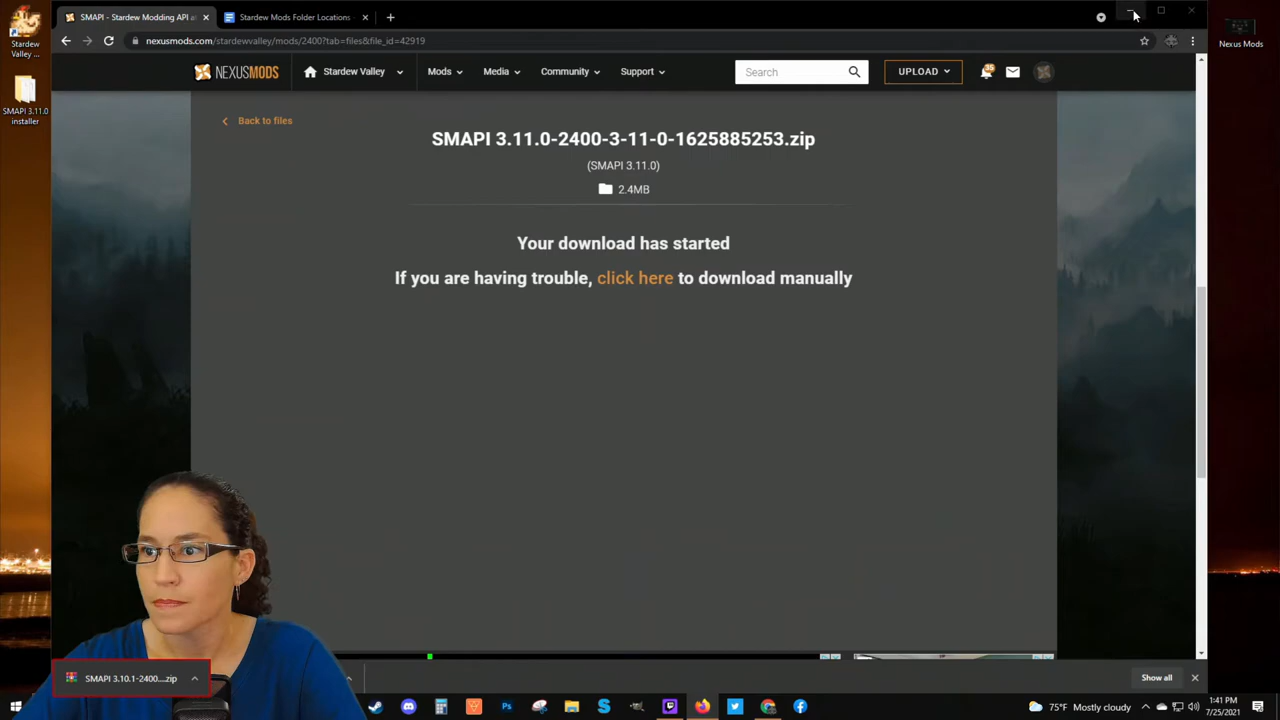 Stardew
Valley ...
SMAPI 3.11.0
installer
SMAPI - Stardew Modding API a
Stardew Mods Folder Locations
nexusmods.com/stardewvalley/mods/2400?tab=files&file_id=42919
Nexus Mods
NEXUSMODS
Stardew Valley
Mods
Media
Community
Support
Search
UPLOAD
35
Back to files
SMAPI 3.11.0-2400-3-11-0-1625885253.zip
(SMAPI 3.11.0)
2.4MB
Your download has started
If you are having trouble, click here to download manually
SMAPI 3.10.1-2400....zip
Show all
75°F Mostly cloudy
1:41 PM
7/25/2021